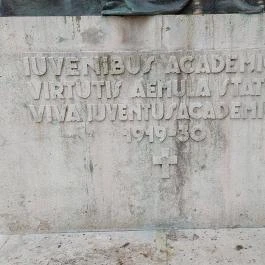 IUVENIBUS ACADEMI
VIRTUTIS AEMULA STAT
VIVA IUVENTUS ACADEMI
1919-30